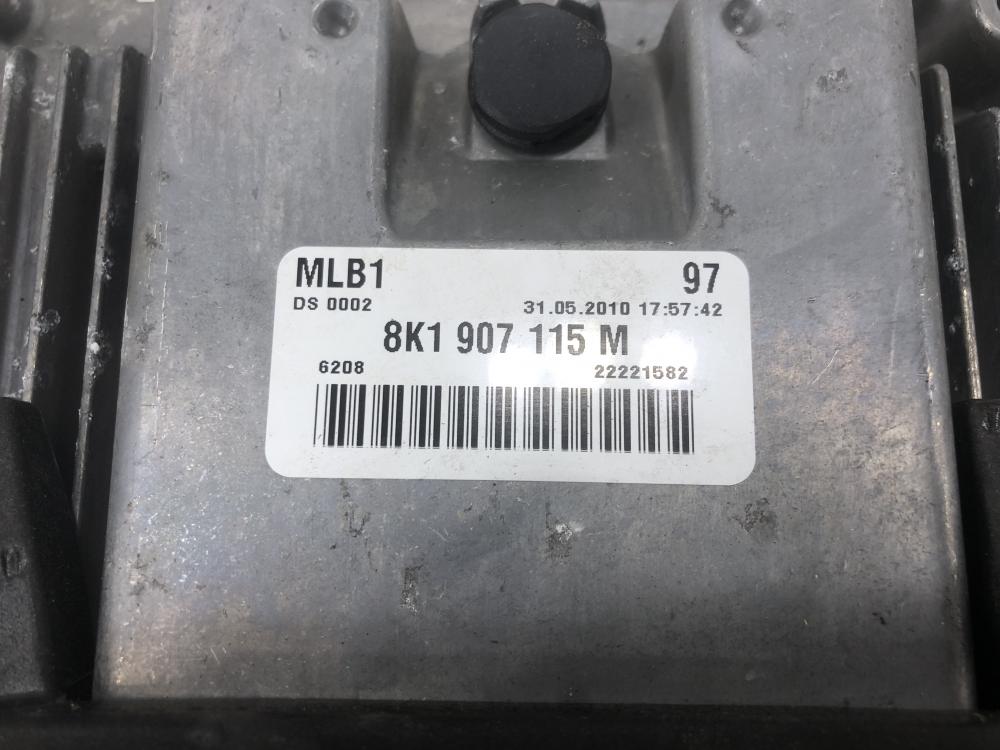 MLB1 97
DS 0002 31.05.2010 17:57:42
8K1 907 115 M
6208 22221582